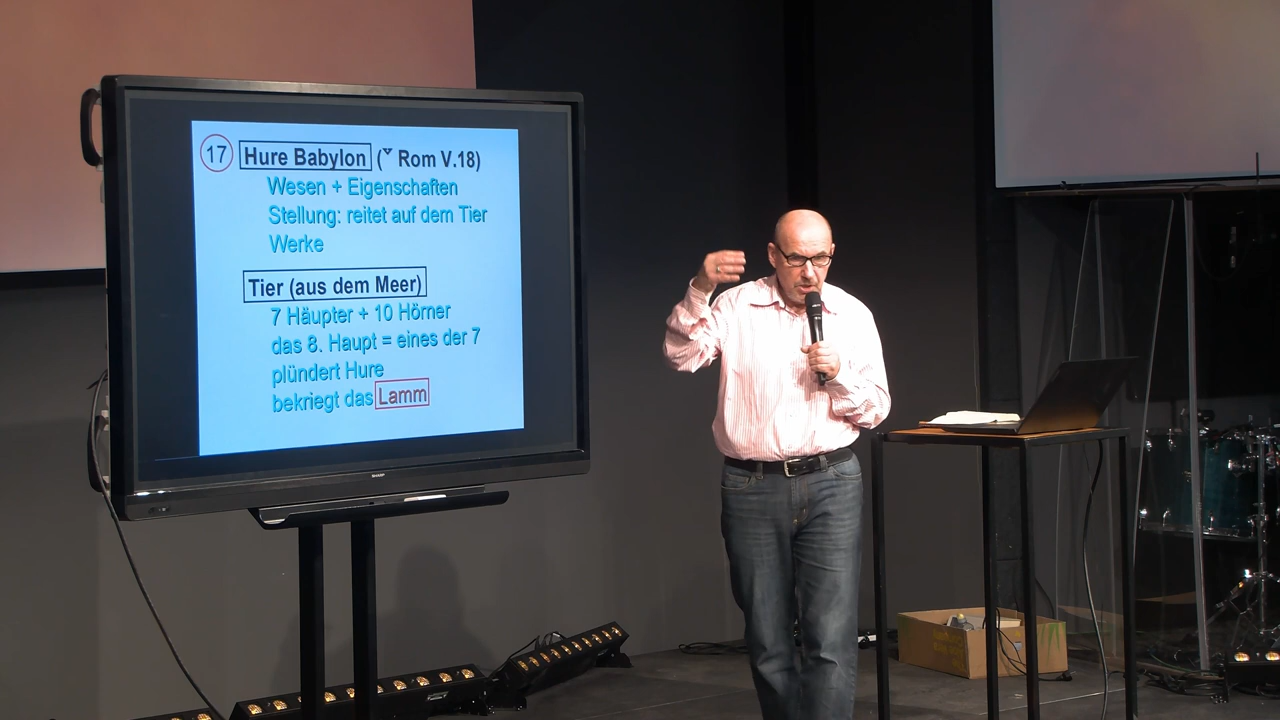 17 Hure Babylon (ˇ Rom V.18)
Wesen + Eigenschaften
Stellung: reitet auf dem Tier
Werke
Tier (aus dem Meer)
7 Häupter + 10 Hörner
das 8. Haupt = eines der 7
plündert Hure
bekriegt das Lamm
SHARP